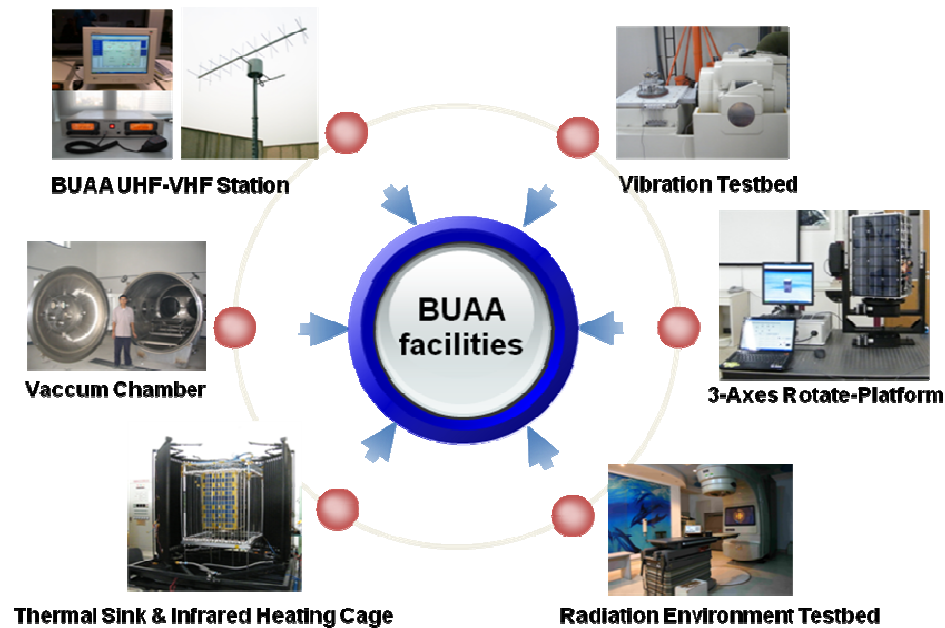 BUAA UHF-VHF Station
Vibration Testbed
BUAA
facilities
Vaccum Chamber
3-Axes Rotate-Platform
Thermal Sink & Infrared Heating Cage
Radiation Environment Testbed